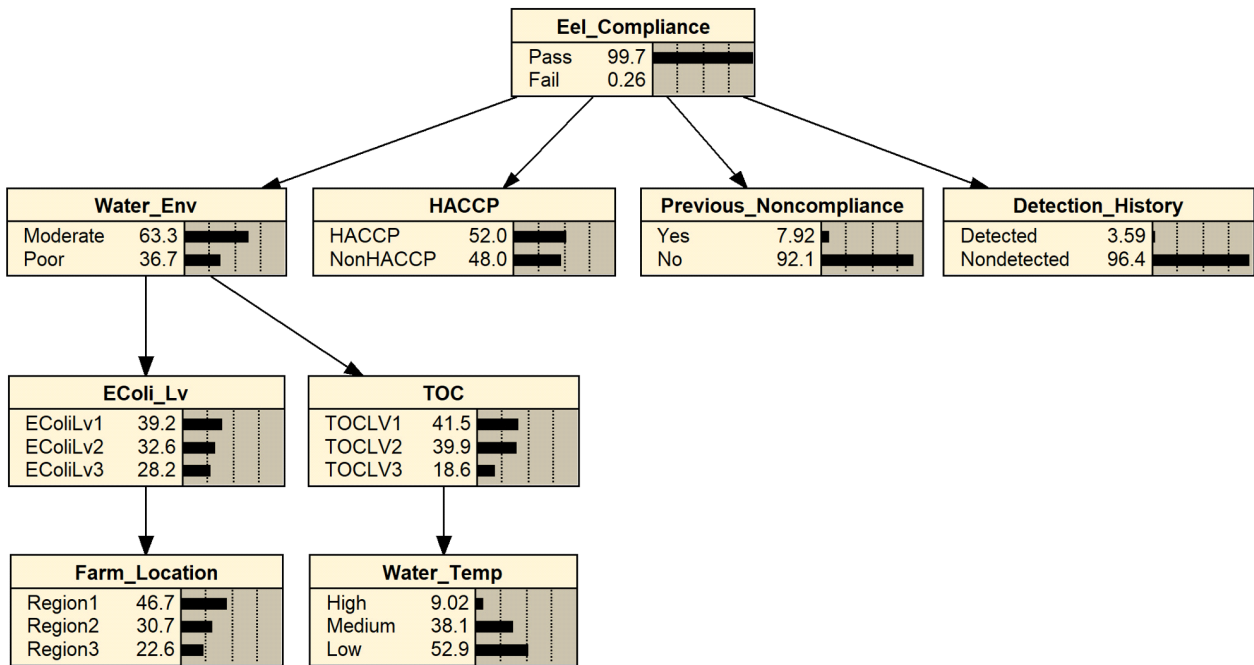 Eel_Compliance
Pass 99.7
Fail 0.26
Water_Env
Moderate 63.3
Poor 36.7
HACCP
HACCP 52.0
NonHACCP 48.0
Previous_Noncompliance
Yes 7.92
No 92.1
Detection_History
Detected 3.59
Nondetected 96.4
EColi_Lv
EColiLv1 39.2
EColiLv2 32.6
EColiLv3 28.2
TOC
TOCLV1 41.5
TOCLV2 39.9
TOCLV3 18.6
Farm_Location
Region1 46.7
Region2 30.7
Region3 22.6
Water_Temp
High 9.02
Medium 38.1
Low 52.9